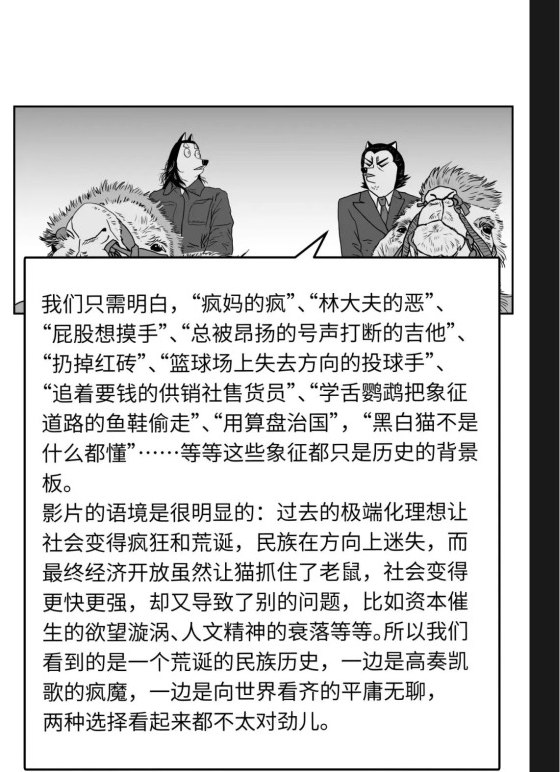 我们只需明白，“疯妈的疯”、“林大夫的恶”、
“屁股想摸手”、“总被昂扬的号声打断的吉他”、
“扔掉红砖”、“篮球场上失去方向的投球手”、
“追着要钱的供销社售货员”、“学舌鹦鹉把象征
道路的鱼鞋偷走”、“用算盘治国”，“黑白猫不是
什么都懂”……等等这些象征都只是历史的背景
板。
影片的语境是很明显的：过去的极端化理想让
社会变得疯狂和荒诞，民族在方向上迷失，而
最终经济开放虽然让猫抓住了老鼠，社会变得
更快更强，却又导致了别的问题，比如资本催
生的欲望漩涡、人文精神的衰落等等。所以我们
看到的是一个荒诞的民族历史，一边是高奏凯
歌的疯魔，一边是向世界看齐的平庸无聊，
两种选择看起来都不太对劲儿。